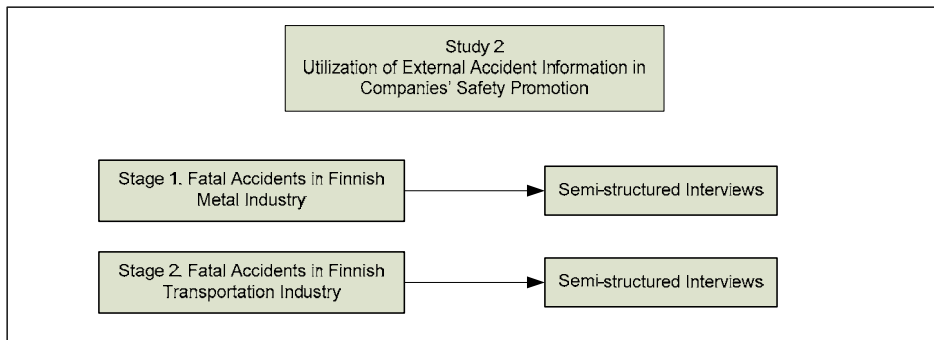 Study 2
Utilization of External Accident Information in
Companies' Safety Promotion
Stage 1. Fatal Accidents in Finnish
Metal Industry
Semi-structured Interviews
Stage 2. Fatal Accidents in Finnish
Transportation Industry
Semi-structured Interviews